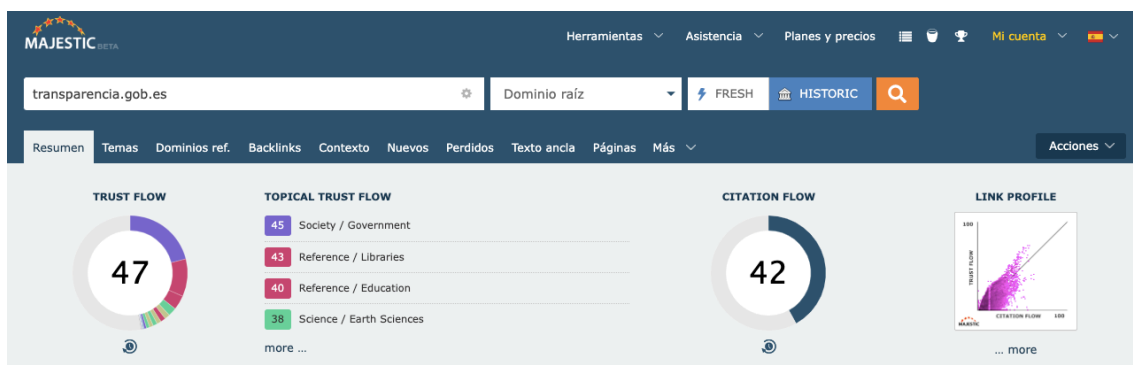 MAJESTIC BETA
Herramientas Asistencia Planes y precios Mi cuenta
transparencia.gob.es Dominio raíz FRESH HISTORIC
Resumen Temas Dominios ref. Backlinks Contexto Nuevos Perdidos Texto ancla Páginas Más Acciones
TRUST FLOW
47
TOPICAL TRUST FLOW
45 Society / Government
43 Reference / Libraries
40 Reference / Education
38 Science / Earth Sciences
more ...
CITATION FLOW
42
LINK PROFILE
100
TRUST FLOW
CITATION FLOW 100
MAJESTIC
... more